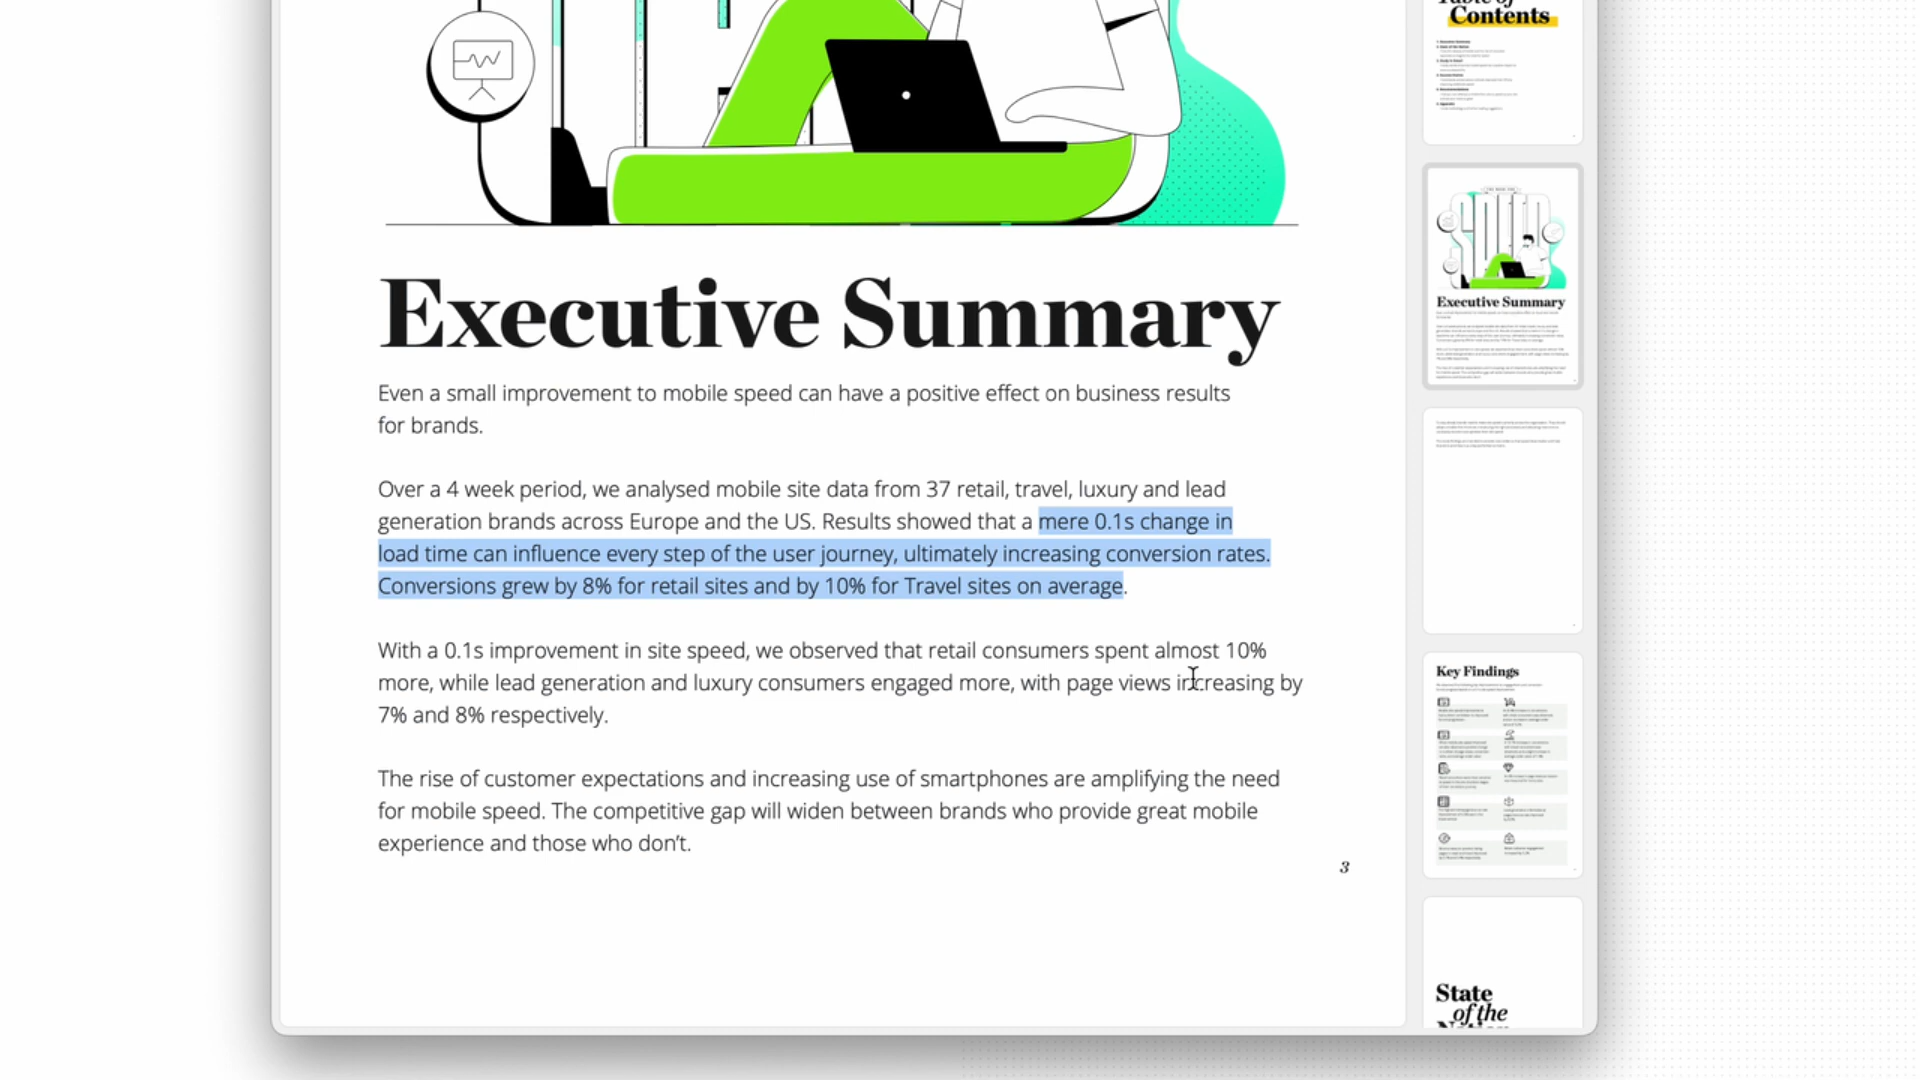 Executive Summary
Even a small improvement to mobile speed can have a positive effect on business results
for brands.
Over a 4 week period, we analysed mobile site data from 37 retail, travel, luxury and lead
generation brands across Europe and the US. Results showed that a mere 0.1s change in
load time can influence every step of the user journey, ultimately increasing conversion rates.
Conversions grew by 8% for retail sites and by 10% for Travel sites on average.
With a 0.1s improvement in site speed, we observed that retail consumers spent almost 10%
more, while lead generation and luxury consumers engaged more, with page views increasing by
7% and 8% respectively.
The rise of customer expectations and increasing use of smartphones are amplifying the need
for mobile speed. The competitive gap will widen between brands who provide great mobile
experience and those who don’t.
3
Table of
Contents
Executive Summary
Key Findings
State
of the
Nation